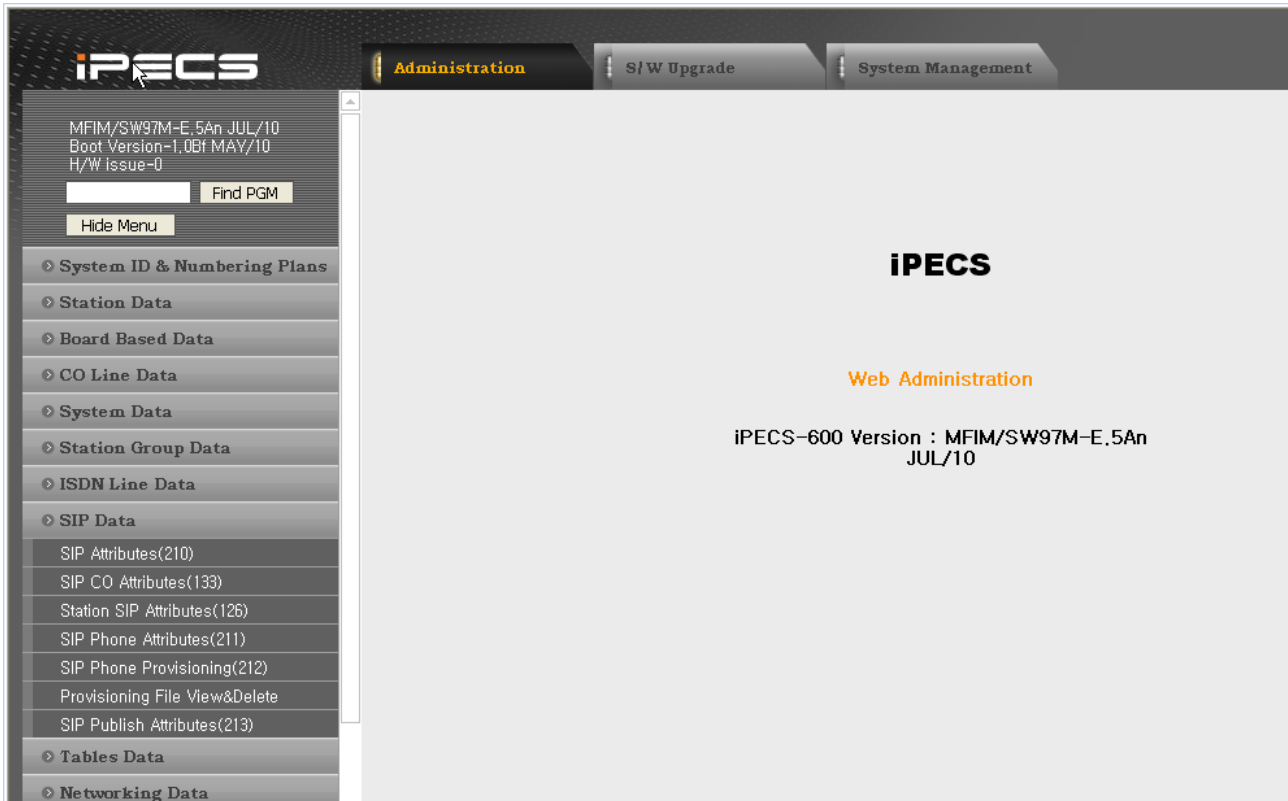 iPECS
Administration
S/W Upgrade
System Management
MFIM/SW97M-E.5An JUL/10
Boot Version-1.0Bf MAY/10
H/W issue-0
Find PGM
Hide Menu
System ID & Numbering Plans
Station Data
Board Based Data
CO Line Data
System Data
Station Group Data
ISDN Line Data
SIP Data
SIP Attributes(210)
SIP CO Attributes(133)
Station SIP Attributes(126)
SIP Phone Attributes(211)
SIP Phone Provisioning(212)
Provisioning File View&Delete
SIP Publish Attributes(213)
Tables Data
Networking Data
iPECS
Web Administration
iPECS-600 Version : MFIM/SW97M-E.5An
JUL/10